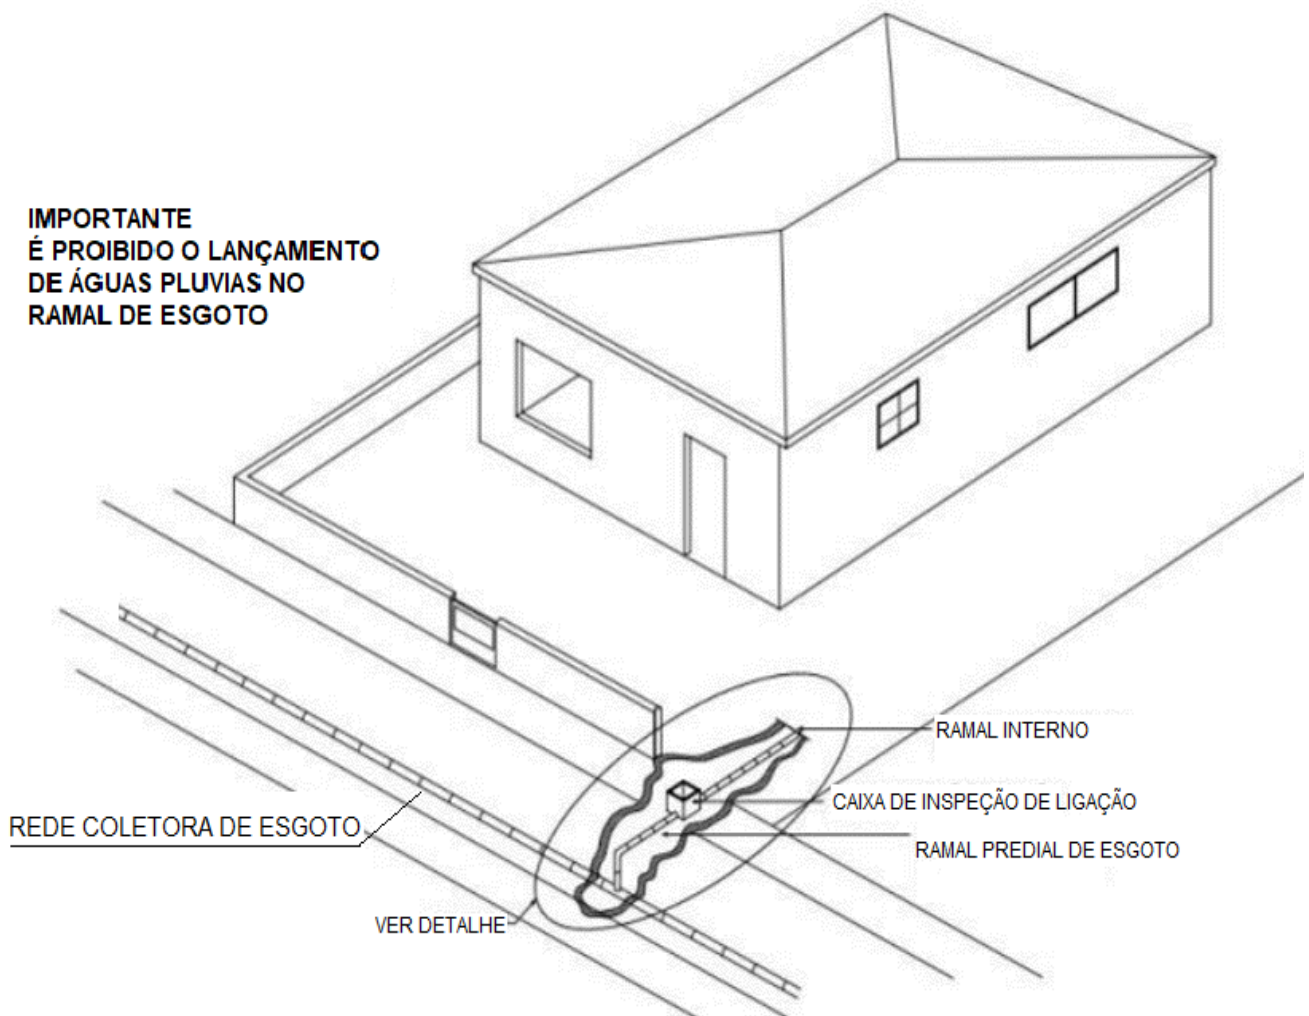 IMPORTANTE
É PROIBIDO O LANÇAMENTO
DE ÁGUAS PLUVIAS NO
RAMAL DE ESGOTO
RAMAL INTERNO
CAIXA DE INSPEÇÃO DE LIGAÇÃO
REDE COLETORA DE ESGOTO
RAMAL PREDIAL DE ESGOTO
VER DETALHE